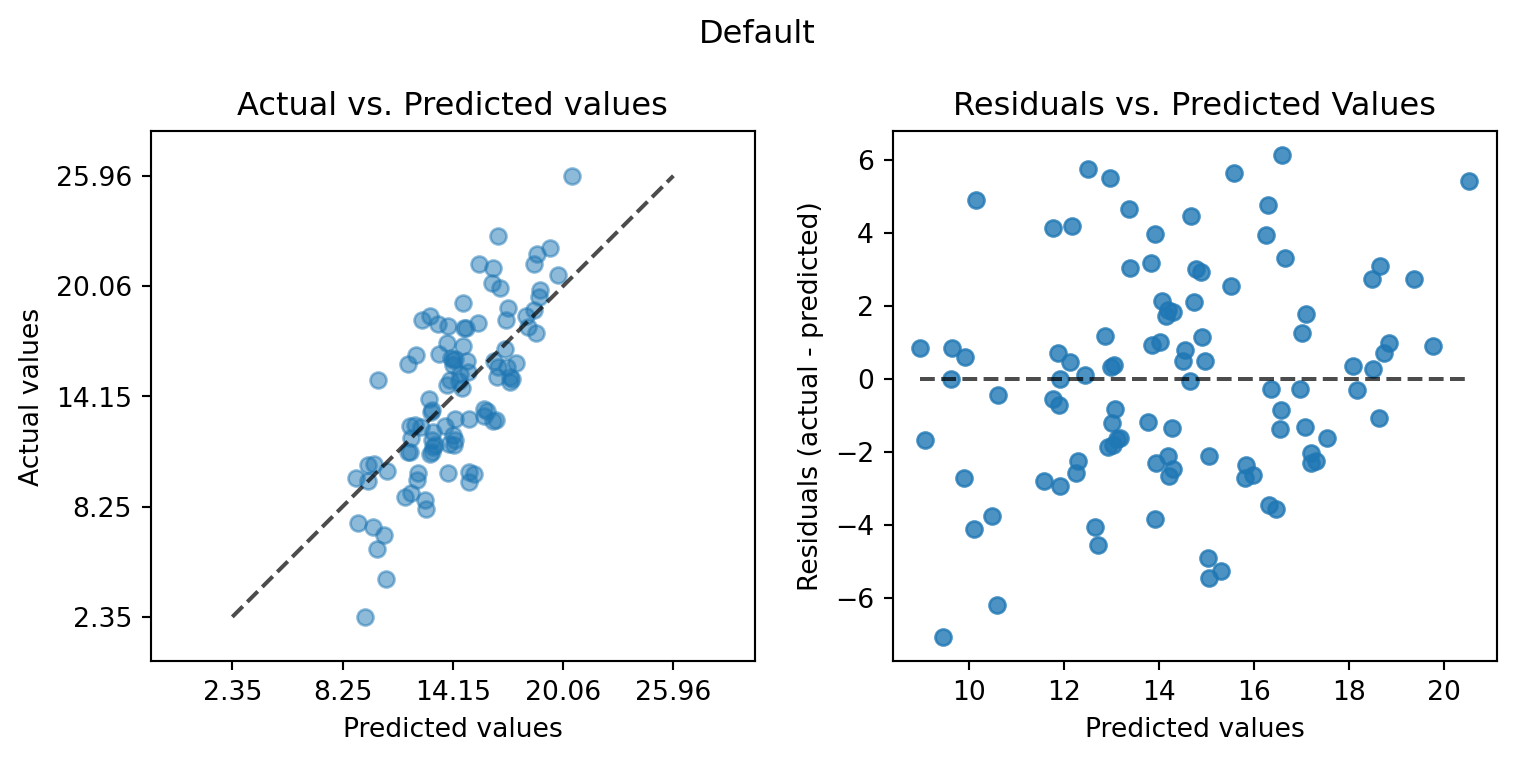 Default
Actual vs. Predicted values
25.96
20.06
14.15
8.25
2.35
Actual values
2.35 8.25 14.15 20.06 25.96
Predicted values
Residuals vs. Predicted Values
6
4
2
0
−2
−4
−6
Residuals (actual - predicted)
10 12 14 16 18 20
Predicted values